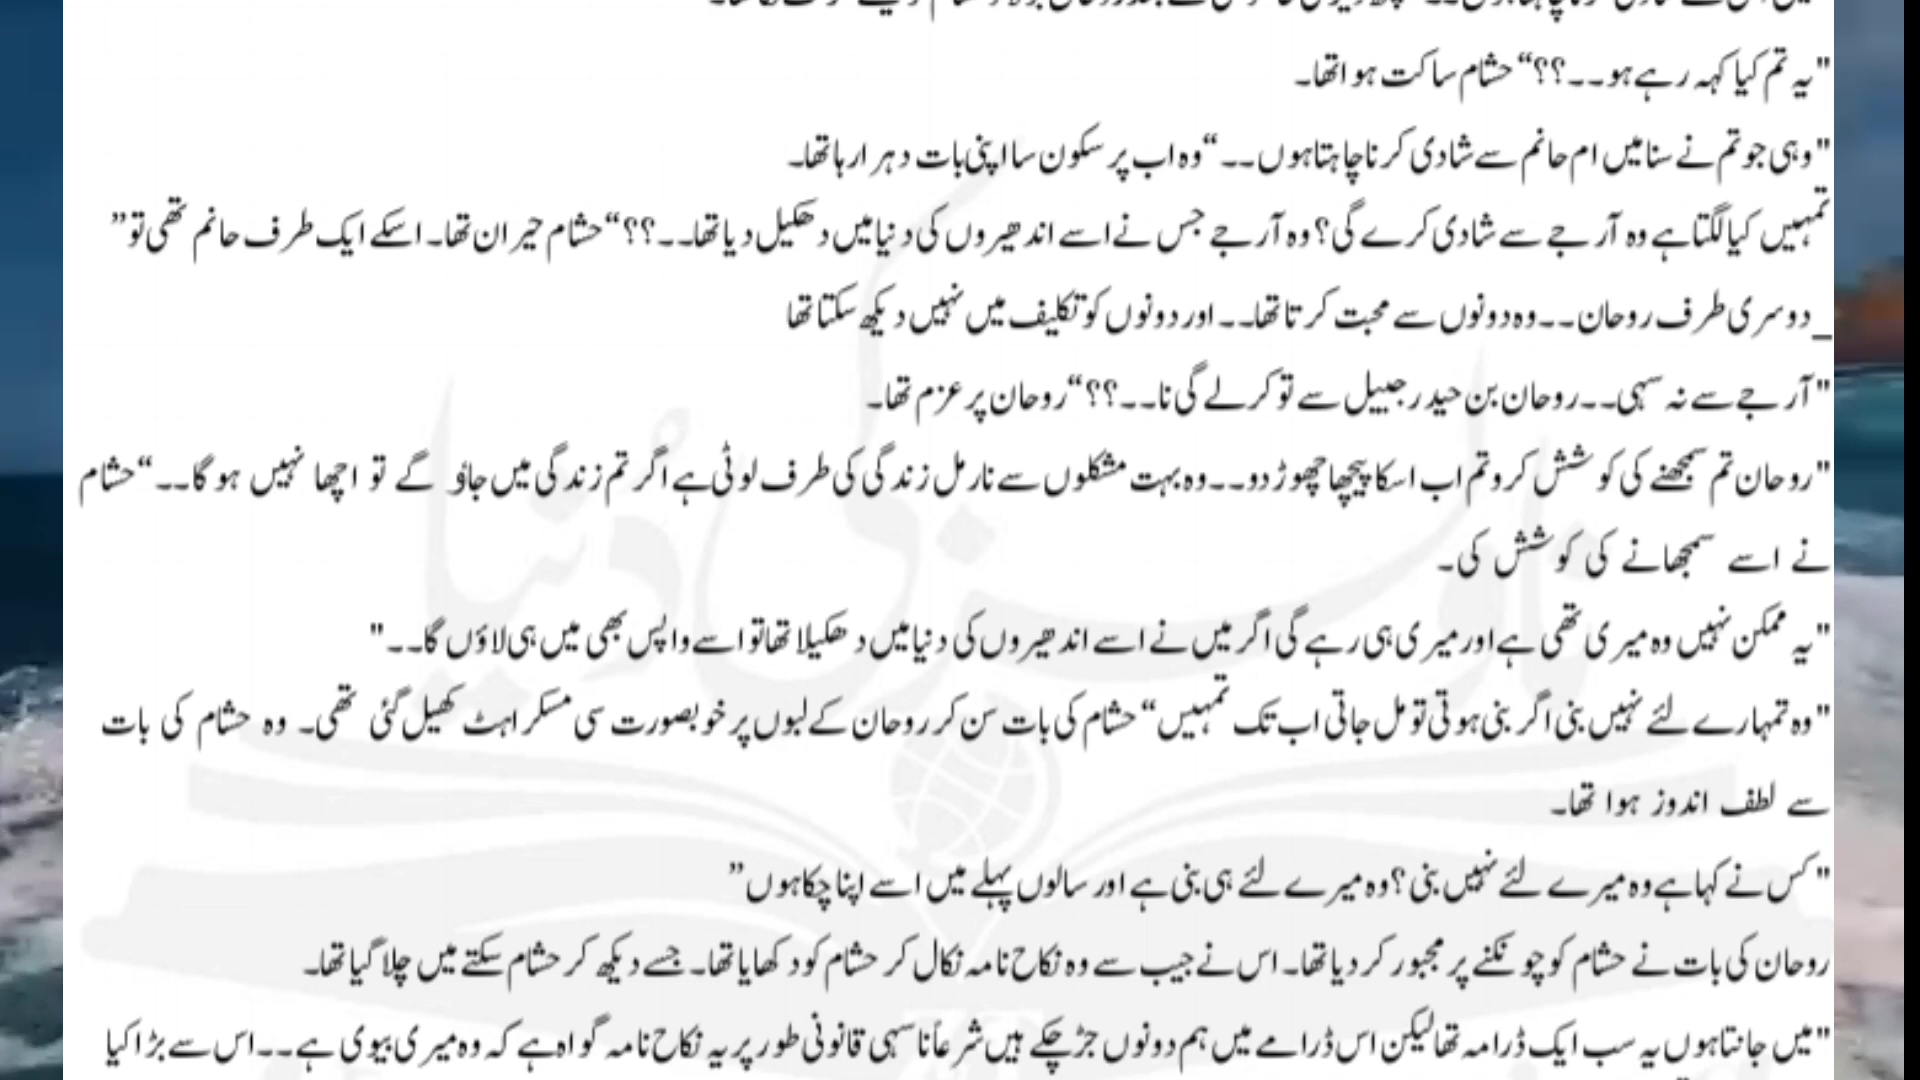 "یہ تم کیا کہہ رہے ہو۔۔؟؟“ حشام ساکت ہوا تھا۔
"وہی جو تم نے سنا میں ام حانم سے شادی کرنا چاہتا ہوں۔۔“ وہ اب پر سکون سا اپنی بات دہرا رہا تھا۔
تمہیں کیا لگتا ہے وہ آر جے سے شادی کرے گی؟ وہ آر جے جس نے اسے اندھیروں کی دنیا میں دھکیل دیا تھا۔۔؟؟“ حشام حیران تھا۔ اسکے ایک طرف حانم تھی تو”
_دوسری طرف روحان۔۔ وہ دونوں سے محبت کرتا تھا۔۔ اور دونوں کو تکلیف میں نہیں دیکھ سکتا تھا
"آر جے سے نہ سہی۔۔ روحان بن حیدر جبیل سے تو کرلے گی نا۔۔؟؟“ روحان پر عزم تھا۔
"روحان تم سمجھنے کی کوشش کرو تم اب اسکا پیچھا چھوڑ دو۔۔ وہ بہت مشکلوں سے نارمل زندگی کی طرف لوٹی ہے اگر تم زندگی میں جاؤ گے تو اچھا نہیں ہو گا۔۔“ حشام
نے اسے سمجھانے کی کوشش کی۔
"یہ ممکن نہیں وہ میری تھی ہے اور میری ہی رہے گی اگر میں نے اسے اندھیروں کی دنیا میں دھکیلا تھا تو اسے واپس بھی میں ہی لاؤں گا۔۔"
"وہ تمہارے لئے نہیں بنی اگر بنی ہوتی تو مل جاتی اب تک تمہیں“ حشام کی بات سن کر روحان کے لبوں پر خوبصورت سی مسکراہٹ کھیل گئی تھی۔ وہ حشام کی بات
سے لطف اندوز ہوا تھا۔
"کس نے کہا ہے وہ میرے لئے نہیں بنی؟ وہ میرے لئے ہی بنی ہے اور سالوں پہلے میں اسے اپنا چکا ہوں”
روحان کی بات نے حشام کو چونکنے پر مجبور کر دیا تھا۔ اس نے جیب سے وہ نکاح نامہ نکال کر حشام کو دکھایا تھا۔ جسے دیکھ کر حشام سکتے میں چلا گیا تھا۔
"میں جانتا ہوں یہ سب ایک ڈرامہ تھا لیکن اس ڈرامے میں ہم دونوں جڑ چکے ہیں شرعاً نا سہی قانونی طور پر یہ نکاح نامہ گواہ ہے کہ وہ میری بیوی ہے۔۔ اس سے بڑا کیا